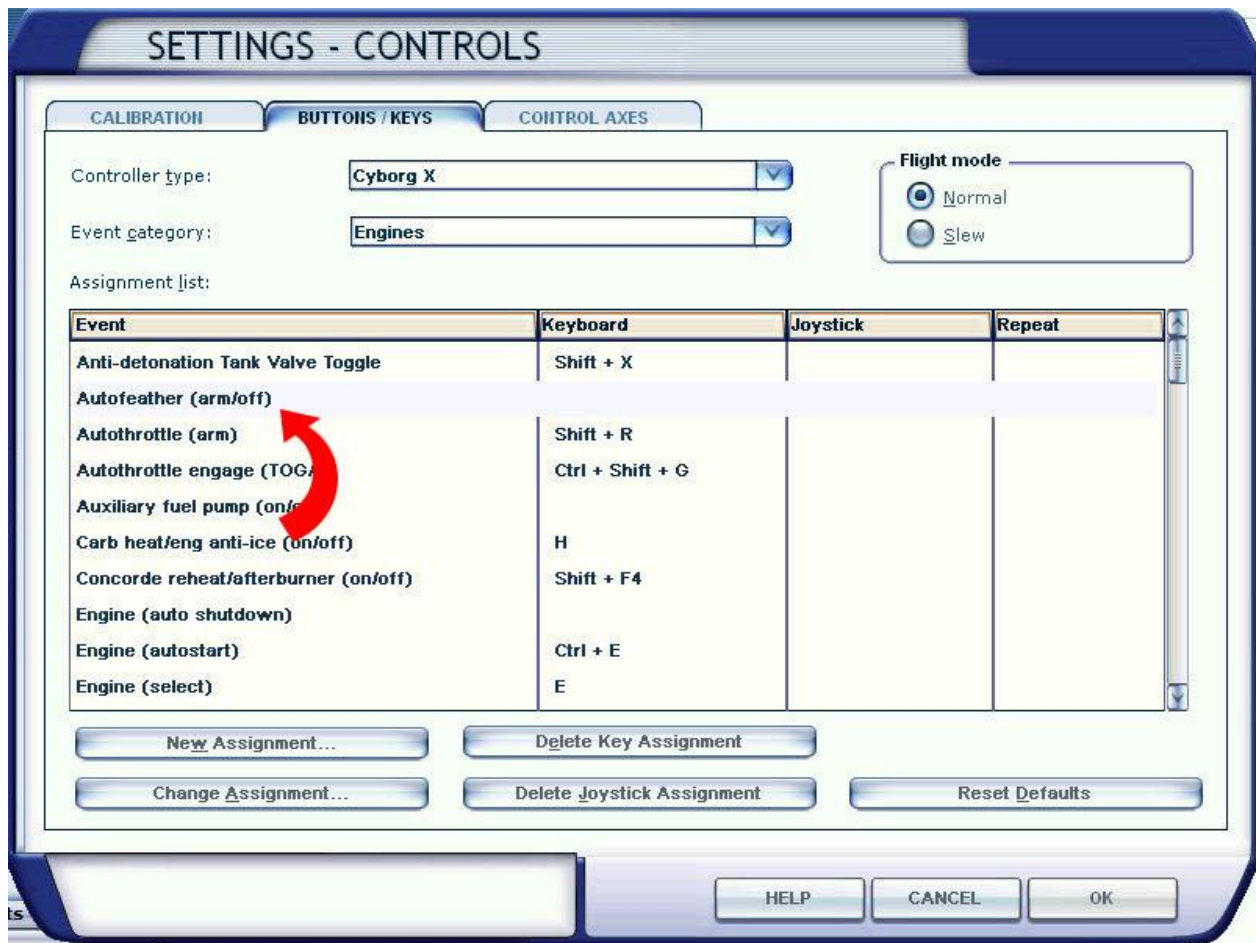 SETTINGS - CONTROLS
CALIBRATION BUTTONS / KEYS CONTROL AXES
Controller type: Cyborg X
Flight mode
Normal
Event category: Engines
Slew
Assignment list:
Event Keyboard Joystick Repeat
Anti-detonation Tank Valve Toggle Shift + X
Autofeather (arm/off)
Autothrottle (arm) Shift + R
Autothrottle engage (TOGA Ctrl + Shift + G
Auxiliary fuel pump (on/
Carb heat/eng anti-ice (on/off) H
Concorde reheat/afterburner (on/off) Shift + F4
Engine (auto shutdown)
Engine (autostart) Ctrl + E
Engine (select) E
New Assignment... Delete Key Assignment
Change Assignment... Delete Joystick Assignment Reset Defaults
HELP CANCEL OK
ts